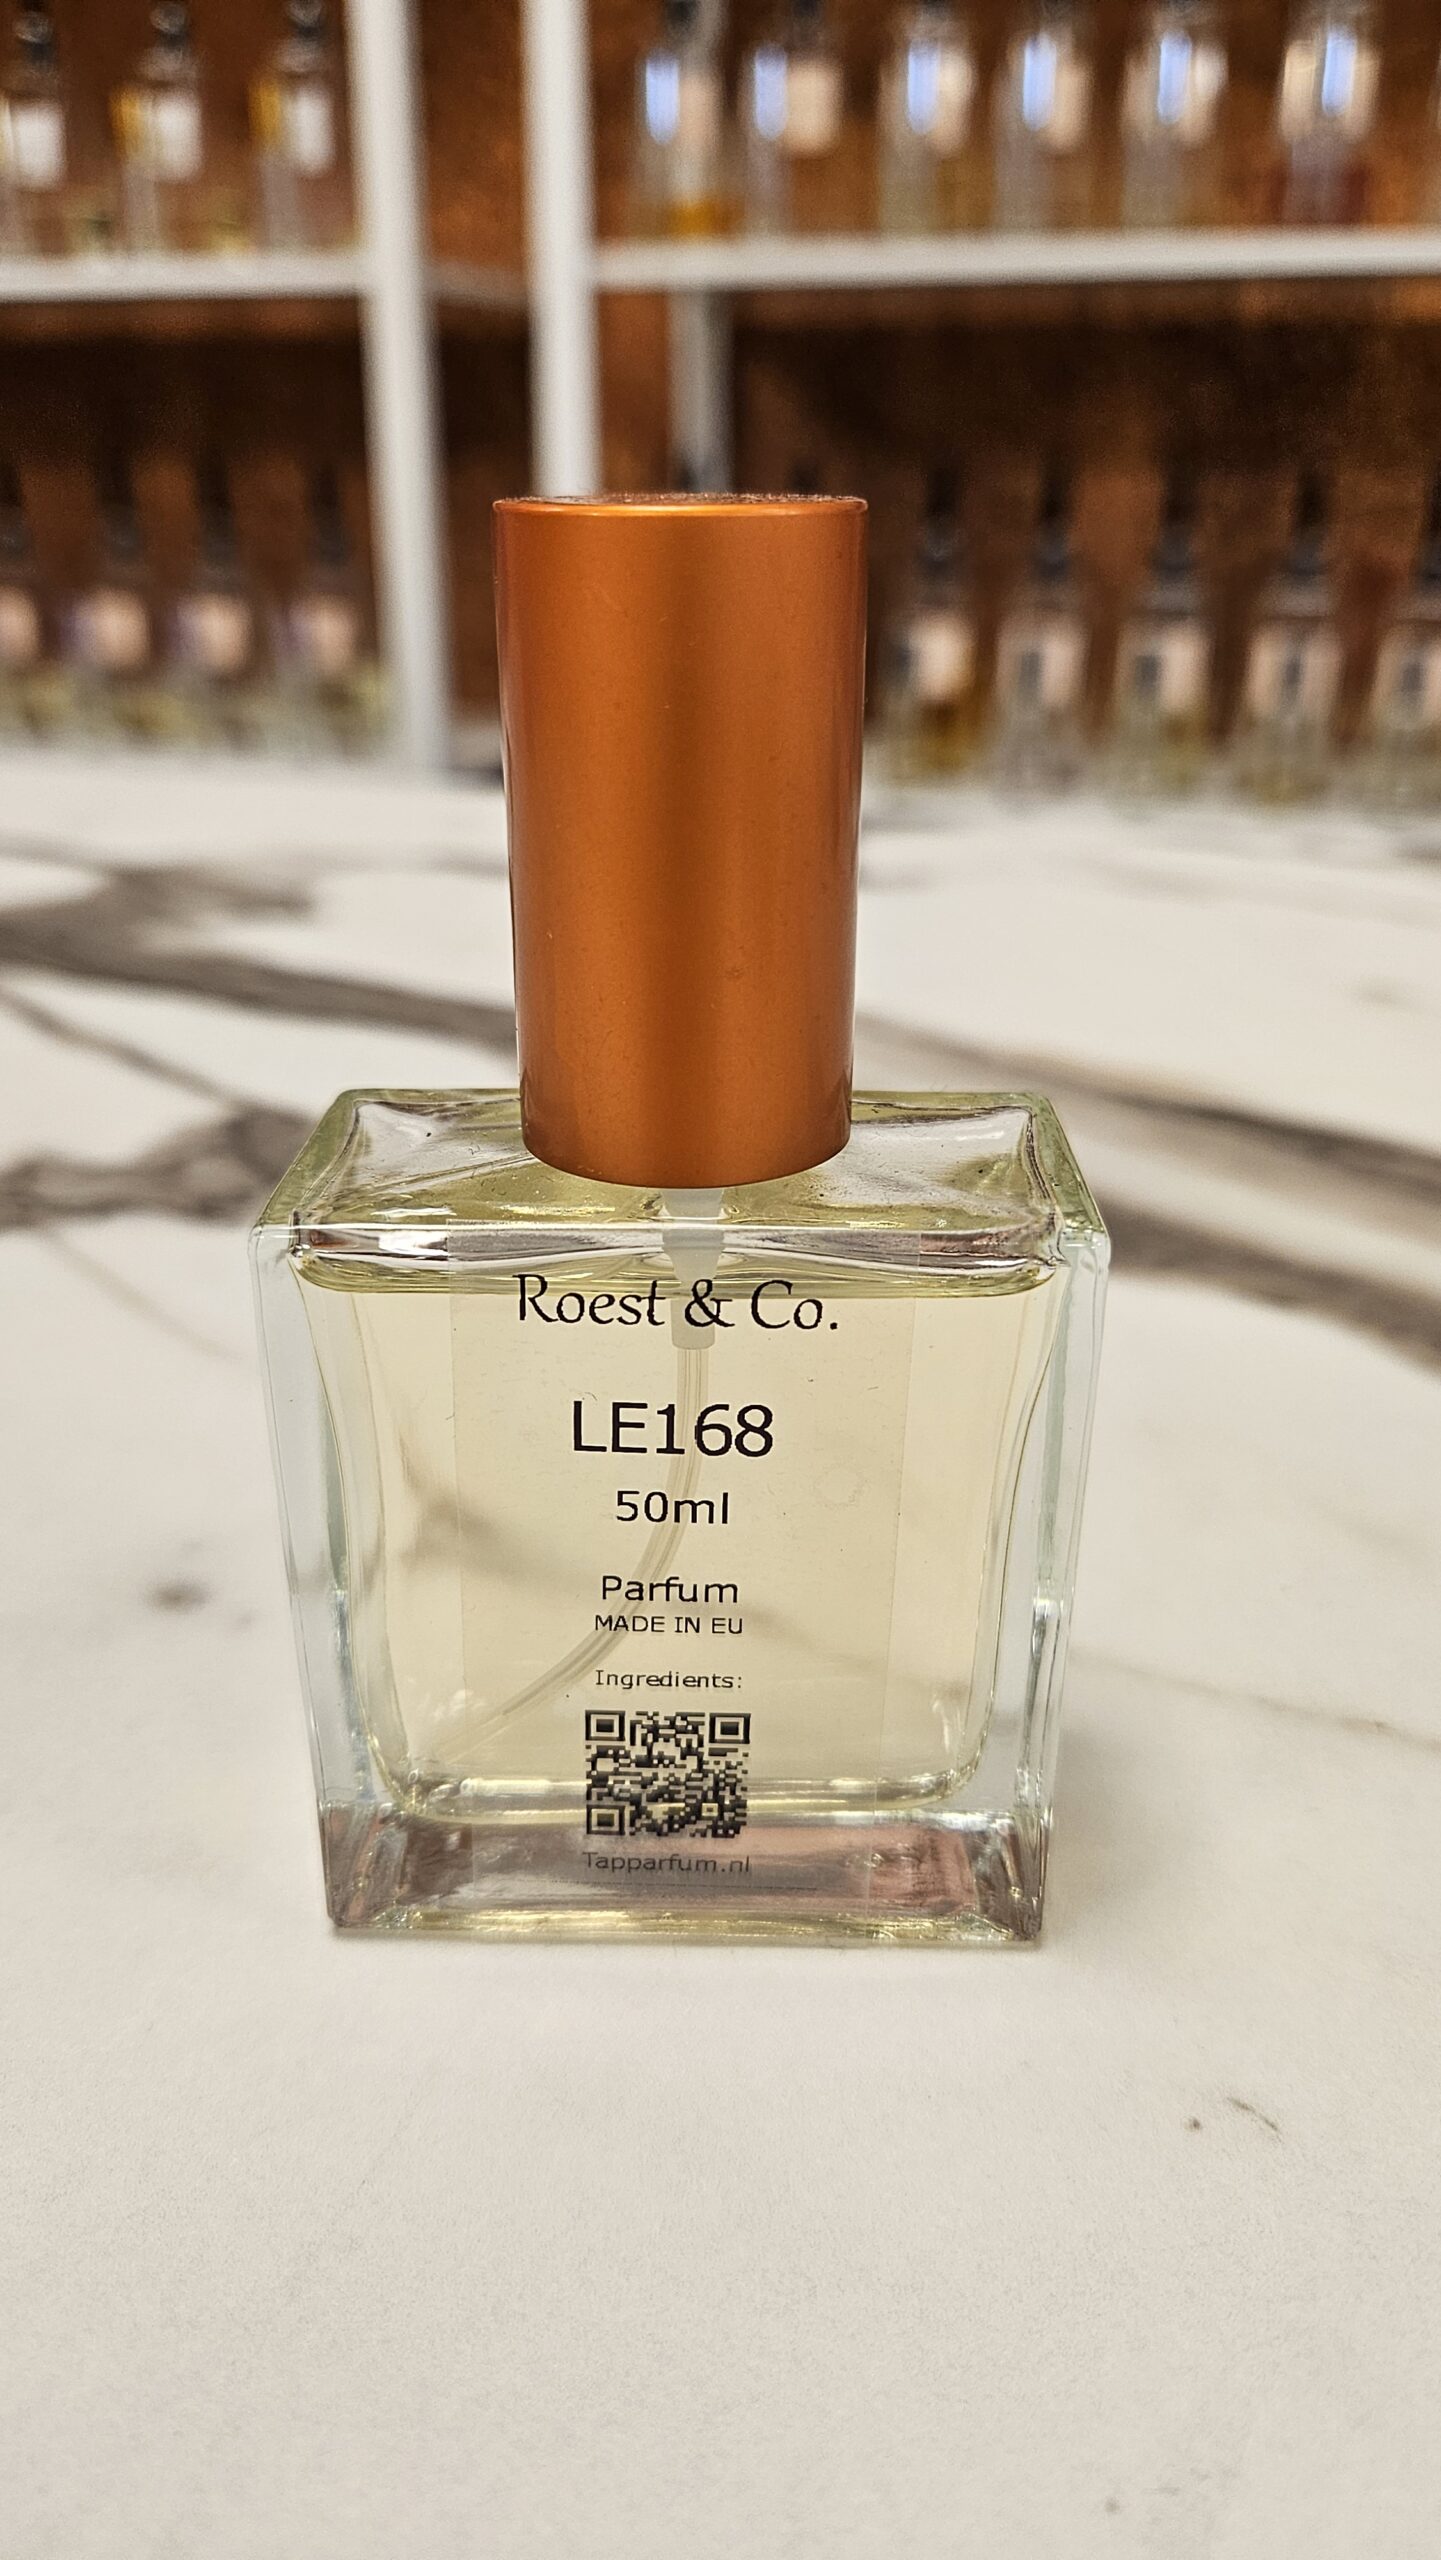 Roest & Co.
LE168
50ml
Parfum
MADE IN EU
Ingredients:
Tapparfum.nl